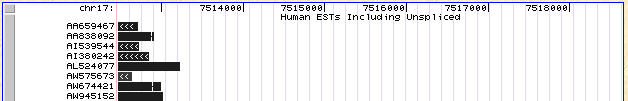 chr17: 7514000 7515000 7516000 7517000 7518000
Human ESTs Including Unspliced
AA659467
AA838092
AI539544
AI380242
AL524077
AW575673
AW674421
AW945152